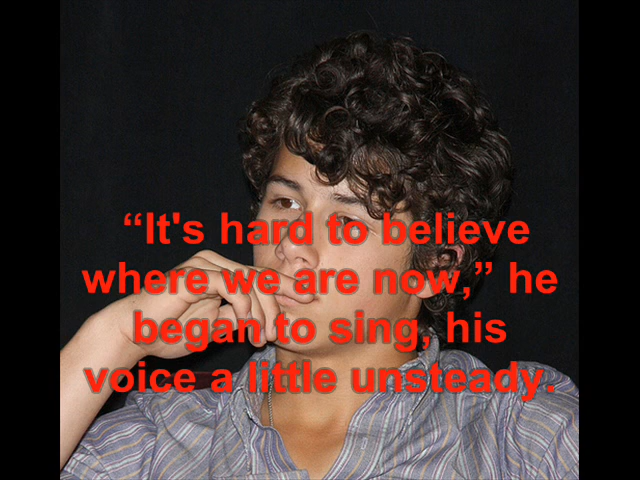 “It's hard to believe
where we are now,” he
began to sing, his
voice a little unsteady.